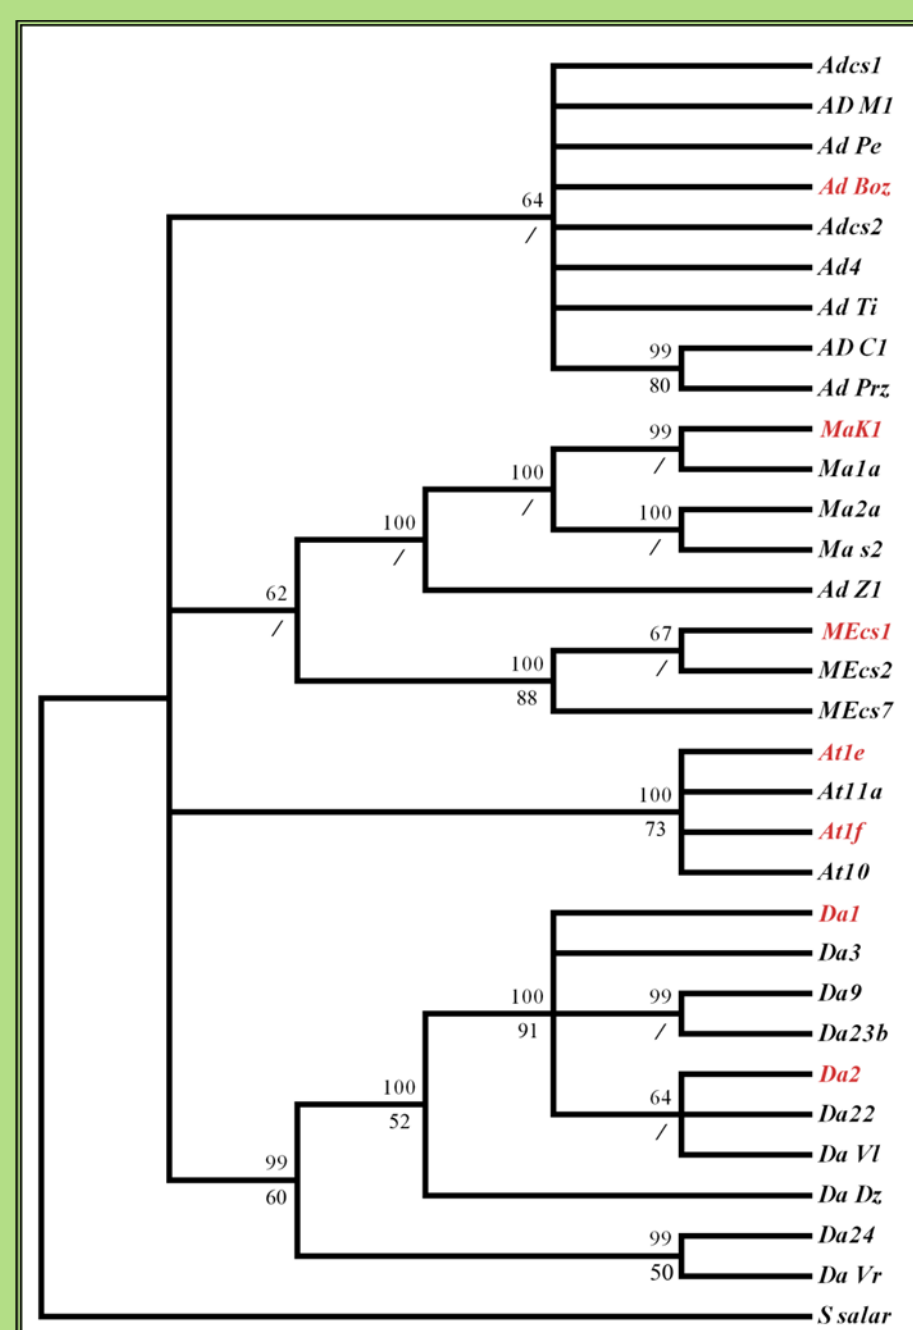 Adcs1
AD M1
Ad Pe
Ad Boz
64
/
Adcs2
Ad4
Ad Ti
99
AD C1
80
Ad Prz
99
MaK1
/
Ma1a
100
/
100
Ma2a
/
Ma s2
100
/
Ad Z1
62
/
67
MEcs1
/
MEcs2
100
88
MEcs7
At1e
100
At11a
73
At1f
At10
Da1
Da3
100
91
99
Da9
/
Da23b
Da2
64
/
Da22
Da Vl
100
52
Da Dz
99
60
99
Da24
50
Da Vr
S salar